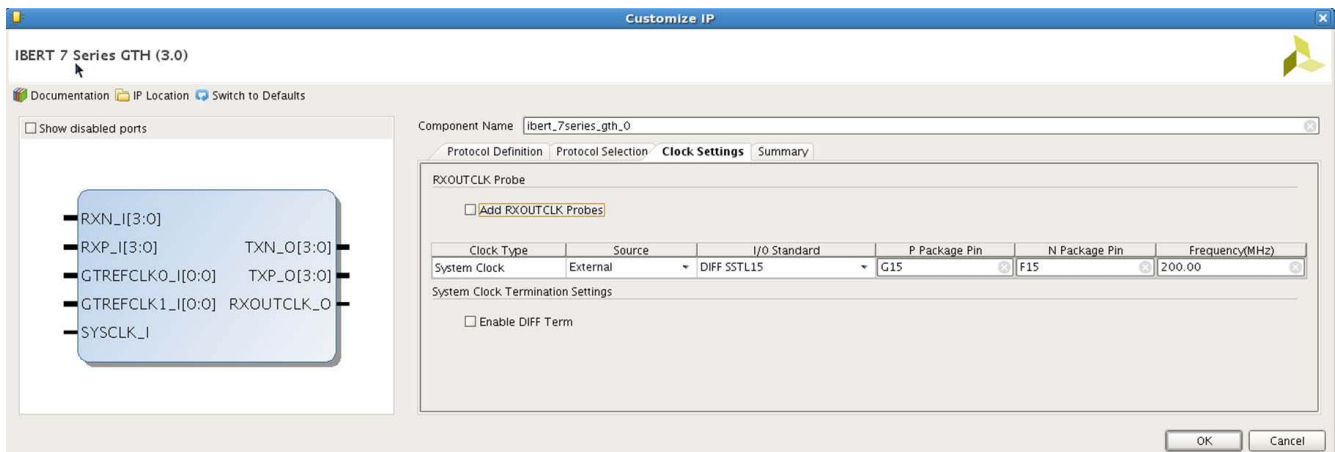 Customize IP
IBERT 7 Series GTH (3.0)
Documentation IP Location Switch to Defaults
Show disabled ports
RXN_I[3:0]
RXP_I[3:0] TXN_O[3:0]
GTREFCLK0_I[0:0] TXP_O[3:0]
GTREFCLK1_I[0:0] RXOUTCLK_O
SYSCLK_I
Component Name ibert_7series_gth_0
Protocol Definition Protocol Selection Clock Settings Summary
RXOUTCLK Probe
Add RXOUTCLK Probes
Clock Type Source I/O Standard P Package Pin N Package Pin Frequency(MHz)
System Clock External DIFF SSTL15 G15 F15 200.00
System Clock Termination Settings
Enable DIFF Term
OK Cancel